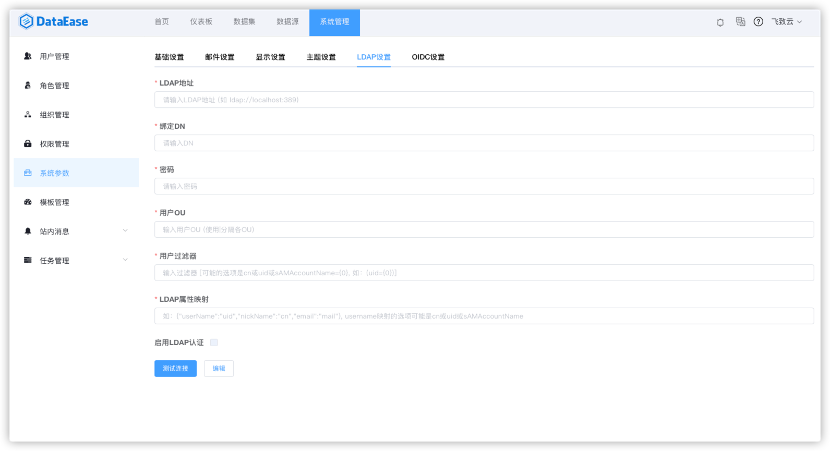 DataEase
首页 仪表板 数据集 数据源 系统管理 飞致云
用户管理
角色管理
组织管理
权限管理
系统参数
模板管理
站内消息
任务管理
基础设置 邮件设置 显示设置 主题设置 LDAP设置 OIDC设置
* LDAP地址
请输入LDAP地址 (如 ldap://localhost:389)
* 绑定DN
请输入DN
* 密码
请输入密码
* 用户OU
输入用户OU (使用|分隔各OU)
* 用户过滤器
输入过滤器 [可能的选项是cn或uid或sAMAccountName={0}, 如：(uid={0})]
* LDAP属性映射
如：{"userName":"uid","nickName":"cn","email":"mail"}, username映射的选项可能是cn或uid或sAMAccountName
启用LDAP认证
测试连接 编辑